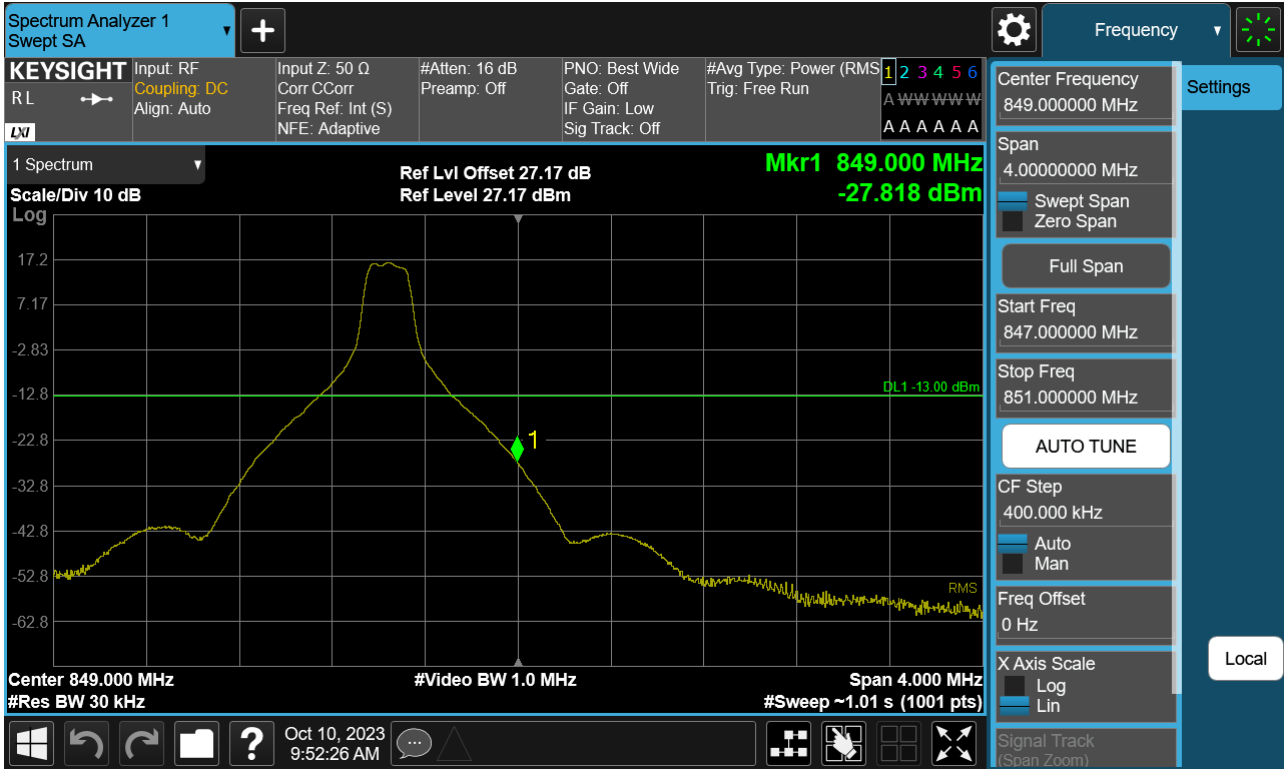 Spectrum Analyzer 1
Swept SA
Frequency
KEYSIGHT
R L
LXI
Input: RF
Coupling: DC
Align: Auto
Input Z: 50 Ω
Corr CCorr
Freq Ref: Int (S)
NFE: Adaptive
#Atten: 16 dB
Preamp: Off
PNO: Best Wide
Gate: Off
IF Gain: Low
Sig Track: Off
#Avg Type: Power (RMS
Trig: Free Run
1 2 3 4 5 6
A W W W W W
A A A A A A
1 Spectrum
Scale/Div 10 dB
Log
Ref Lvl Offset 27.17 dB
Ref Level 27.17 dBm
Mkr1 849.000 MHz
-27.818 dBm
17.2
7.17
-2.83
-12.8
-22.8
-32.8
-42.8
-52.8
-62.8
DL1 -13.00 dBm
1
RMS
Center 849.000 MHz
#Video BW 1.0 MHz
Span 4.000 MHz
#Res BW 30 kHz
#Sweep ~1.01 s (1001 pts)
Oct 10, 2023
9:52:26 AM
Center Frequency
849.000000 MHz
Settings
Span
4.00000000 MHz
Swept Span
Zero Span
Full Span
Start Freq
847.000000 MHz
Stop Freq
851.000000 MHz
AUTO TUNE
CF Step
400.000 kHz
Auto
Man
Freq Offset
0 Hz
X Axis Scale
Log
Lin
Local
Signal Track
(Span Zoom)